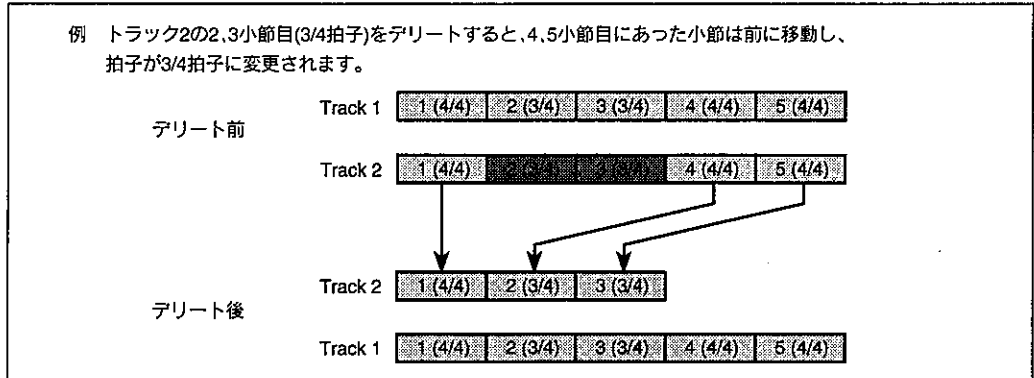 例 トラック2の2,3小節目(3/4拍子)をデリートすると,4,5小節目にあった小節は前に移動し、
拍子が3/4拍子に変更されます。
デリート前
Track 1 1 (4/4) 2 (3/4) 3 (3/4) 4 (4/4) 5 (4/4)
Track 2 1 (4/4) 2 (3/4) 3 (3/4) 4 (4/4) 5 (4/4)
デリート後
Track 2 1 (4/4) 2 (3/4) 3 (3/4)
Track 1 1 (4/4) 2 (3/4) 3 (3/4) 4 (4/4) 5 (4/4)